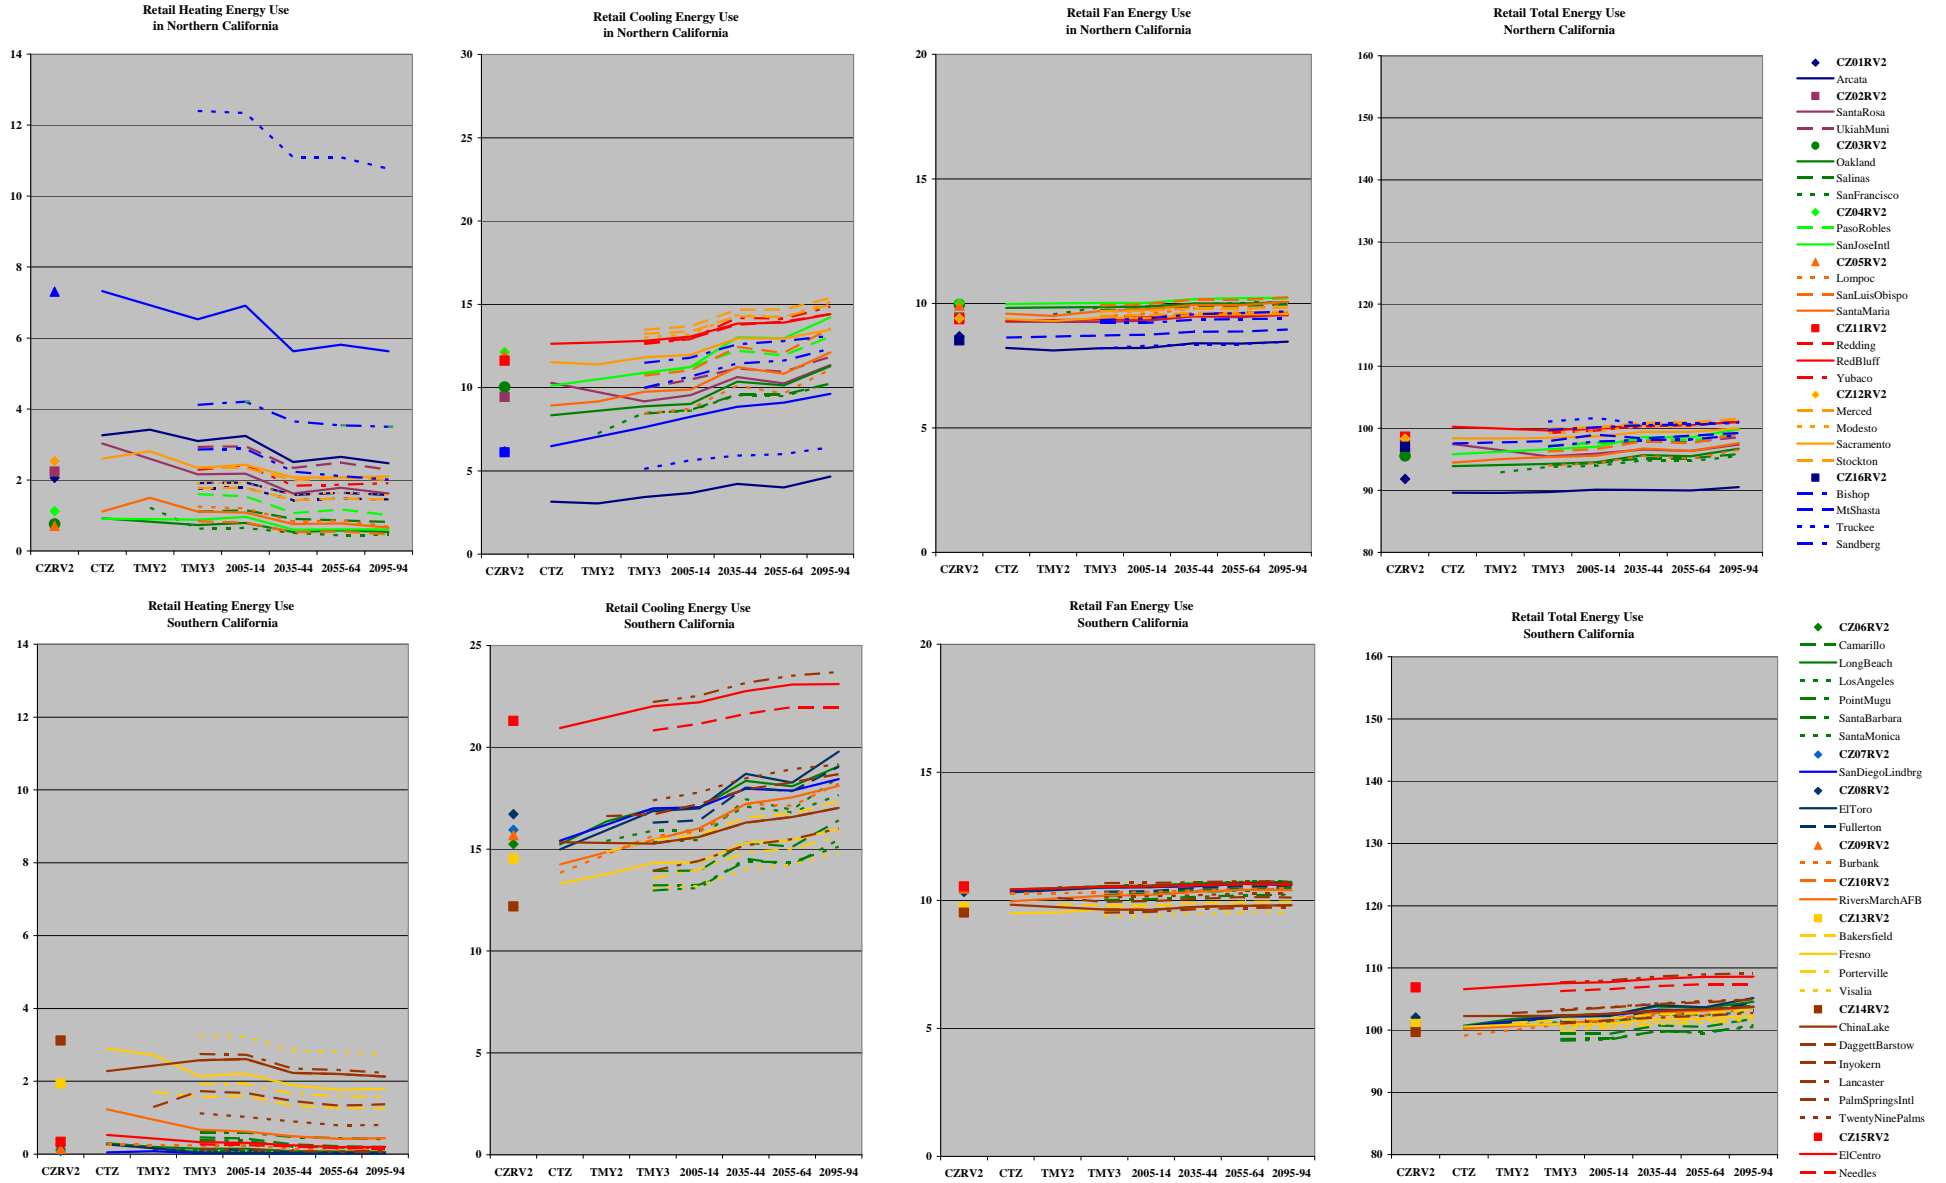 Retail Heating Energy Use
in Northern California
14
12
10
8
6
4
2
0
CZRV2 CTZ TMY2 TMY3 2005-14 2035-44 2055-64 2095-94
Retail Cooling Energy Use
in Northern California
30
25
20
15
10
5
0
CZRV2 CTZ TMY2 TMY3 2005-14 2035-44 2055-64 2095-94
Retail Fan Energy Use
in Northern California
20
15
10
5
0
CZRV2 CTZ TMY2 TMY3 2005-14 2035-44 2055-64 2095-94
Retail Total Energy Use
Northern California
160
150
140
130
120
110
100
90
80
CZRV2 CTZ TMY2 TMY3 2005-14 2035-44 2055-64 2095-94
CZ01RV2
Arcata
CZ02RV2
SantaRosa
UkiahMuni
CZ03RV2
Oakland
Salinas
SanFrancisco
CZ04RV2
PasoRobles
SanJoseIntl
CZ05RV2
Lompoc
SanLuisObispo
SantaMaria
CZ11RV2
Redding
RedBluff
Yubaco
CZ12RV2
Merced
Modesto
Sacramento
Stockton
CZ16RV2
Bishop
MtShasta
Truckee
Sandberg
Retail Heating Energy Use
Southern California
14
12
10
8
6
4
2
0
CZRV2 CTZ TMY2 TMY3 2005-14 2035-44 2055-64 2095-94
Retail Cooling Energy Use
Southern California
25
20
15
10
5
0
CZRV2 CTZ TMY2 TMY3 2005-14 2035-44 2055-64 2095-94
Retail Fan Energy Use
Southern California
20
15
10
5
0
CZRV2 CTZ TMY2 TMY3 2005-14 2035-44 2055-64 2095-94
Retail Total Energy Use
Southern California
160
150
140
130
120
110
100
90
80
CZRV2 CTZ TMY2 TMY3 2005-14 2035-44 2055-64 2095-94
CZ06RV2
Camarillo
LongBeach
LosAngeles
PointMugu
SantaBarbara
SantaMonica
CZ07RV2
SanDiegoLindbrg
CZ08RV2
ElToro
Fullerton
CZ09RV2
Burbank
CZ10RV2
RiversMarchAFB
CZ13RV2
Bakersfield
Fresno
Porterville
Visalia
CZ14RV2
ChinaLake
DaggettBarstow
Inyokern
Lancaster
PalmSpringsIntl
TwentyNinePalms
CZ15RV2
ElCentro
Needles